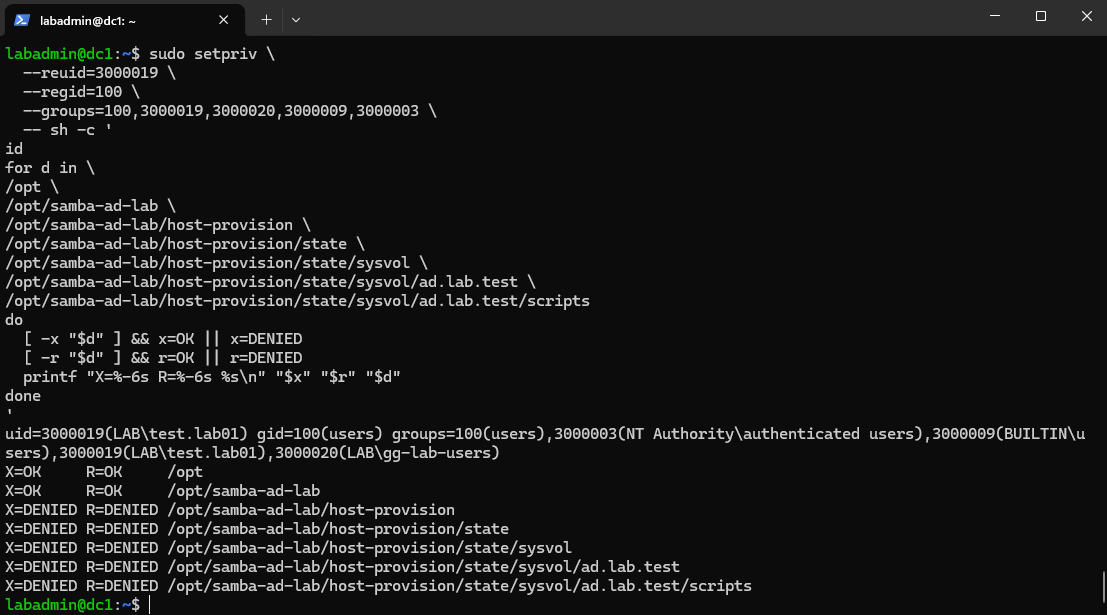 labadmin@dc1: ~
labadmin@dc1:~$ sudo setpriv \
  --reuid=3000019 \
  --regid=100 \
  --groups=100,3000019,3000020,3000009,3000003 \
  -- sh -c '
id
for d in \
/opt \
/opt/samba-ad-lab \
/opt/samba-ad-lab/host-provision \
/opt/samba-ad-lab/host-provision/state \
/opt/samba-ad-lab/host-provision/state/sysvol \
/opt/samba-ad-lab/host-provision/state/sysvol/ad.lab.test \
/opt/samba-ad-lab/host-provision/state/sysvol/ad.lab.test/scripts
do
  [ -x "$d" ] && x=OK || x=DENIED
  [ -r "$d" ] && r=OK || r=DENIED
  printf "X=%-6s R=%-6s %s\n" "$x" "$r" "$d"
done
'
uid=3000019(LAB\test.lab01) gid=100(users) groups=100(users),3000003(NT Authority\authenticated users),3000009(BUILTIN\u
sers),3000019(LAB\test.lab01),3000020(LAB\gg-lab-users)
X=OK     R=OK     /opt
X=OK     R=OK     /opt/samba-ad-lab
X=DENIED R=DENIED /opt/samba-ad-lab/host-provision
X=DENIED R=DENIED /opt/samba-ad-lab/host-provision/state
X=DENIED R=DENIED /opt/samba-ad-lab/host-provision/state/sysvol
X=DENIED R=DENIED /opt/samba-ad-lab/host-provision/state/sysvol/ad.lab.test
X=DENIED R=DENIED /opt/samba-ad-lab/host-provision/state/sysvol/ad.lab.test/scripts
labadmin@dc1:~$